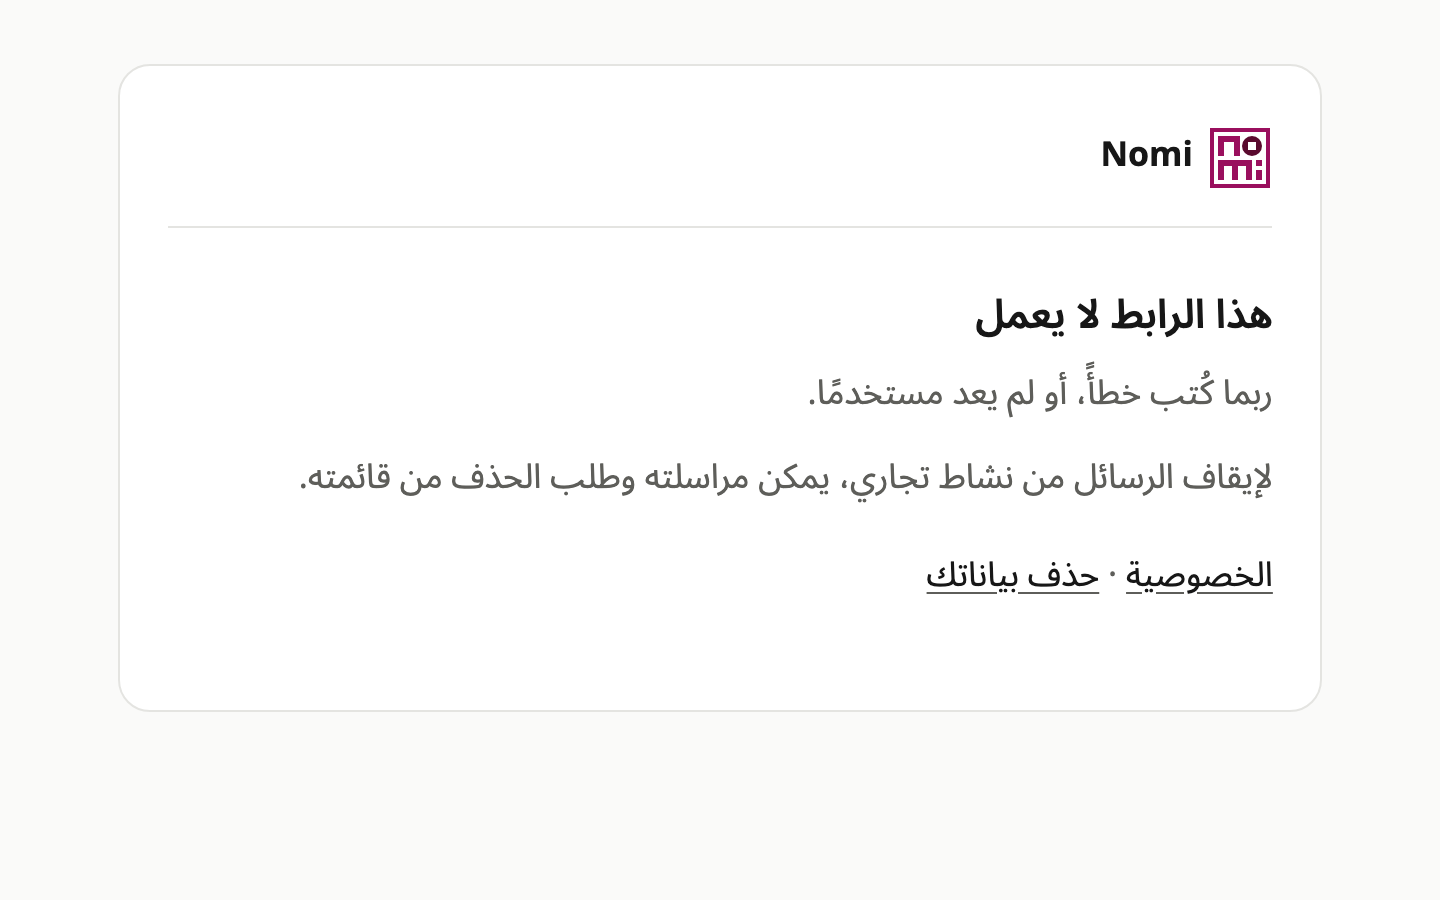 nomi Nomi
هذا الرابط لا يعمل
ربما كُتب خطأً، أو لم يعد مستخدمًا.
لإيقاف الرسائل من نشاط تجاري، يمكن مراسلته وطلب الحذف من قائمته.
الخصوصية · حذف بياناتك